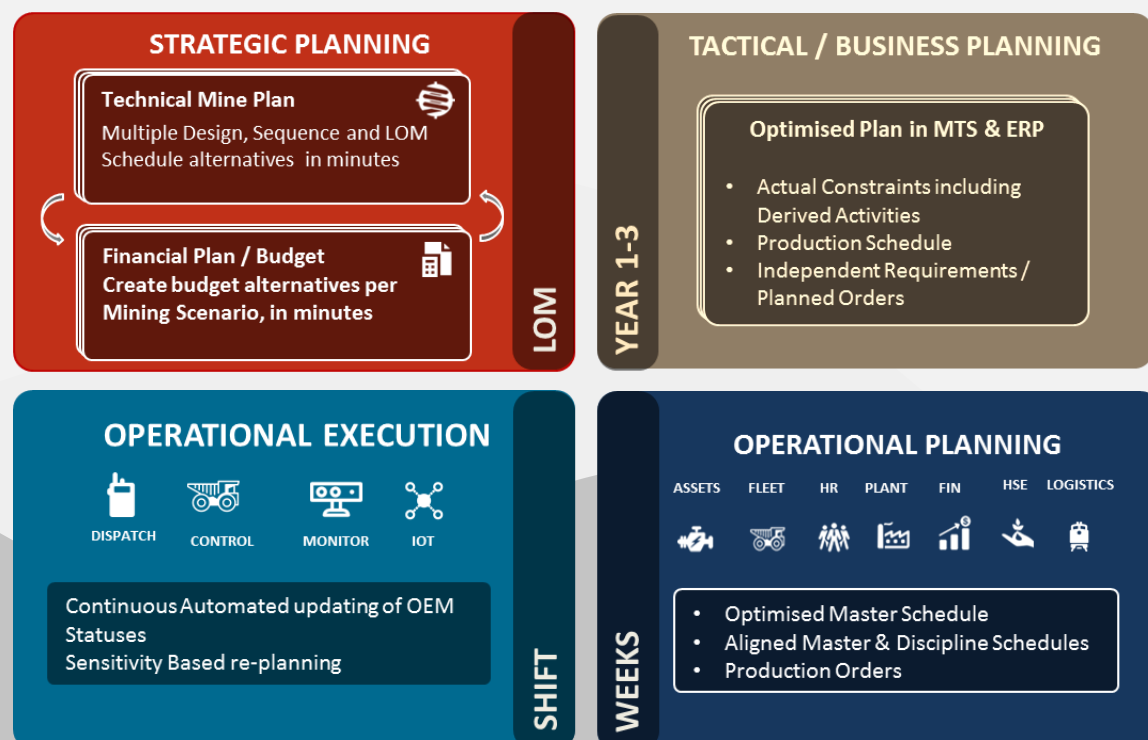 STRATEGIC PLANNING
Technical Mine Plan
Multiple Design, Sequence and LOM
Schedule alternatives in minutes
Financial Plan / Budget
Create budget alternatives per
Mining Scenario, in minutes
LOM
TACTICAL / BUSINESS PLANNING
YEAR 1-3
Optimised Plan in MTS & ERP
• Actual Constraints including
Derived Activities
• Production Schedule
• Independent Requirements /
Planned Orders
OPERATIONAL EXECUTION
DISPATCH CONTROL MONITOR IOT
Continuous Automated updating of OEM
Statuses
Sensitivity Based re-planning
SHIFT
OPERATIONAL PLANNING
WEEKS
ASSETS FLEET HR PLANT FIN HSE LOGISTICS
$
• Optimised Master Schedule
• Aligned Master & Discipline Schedules
• Production Orders